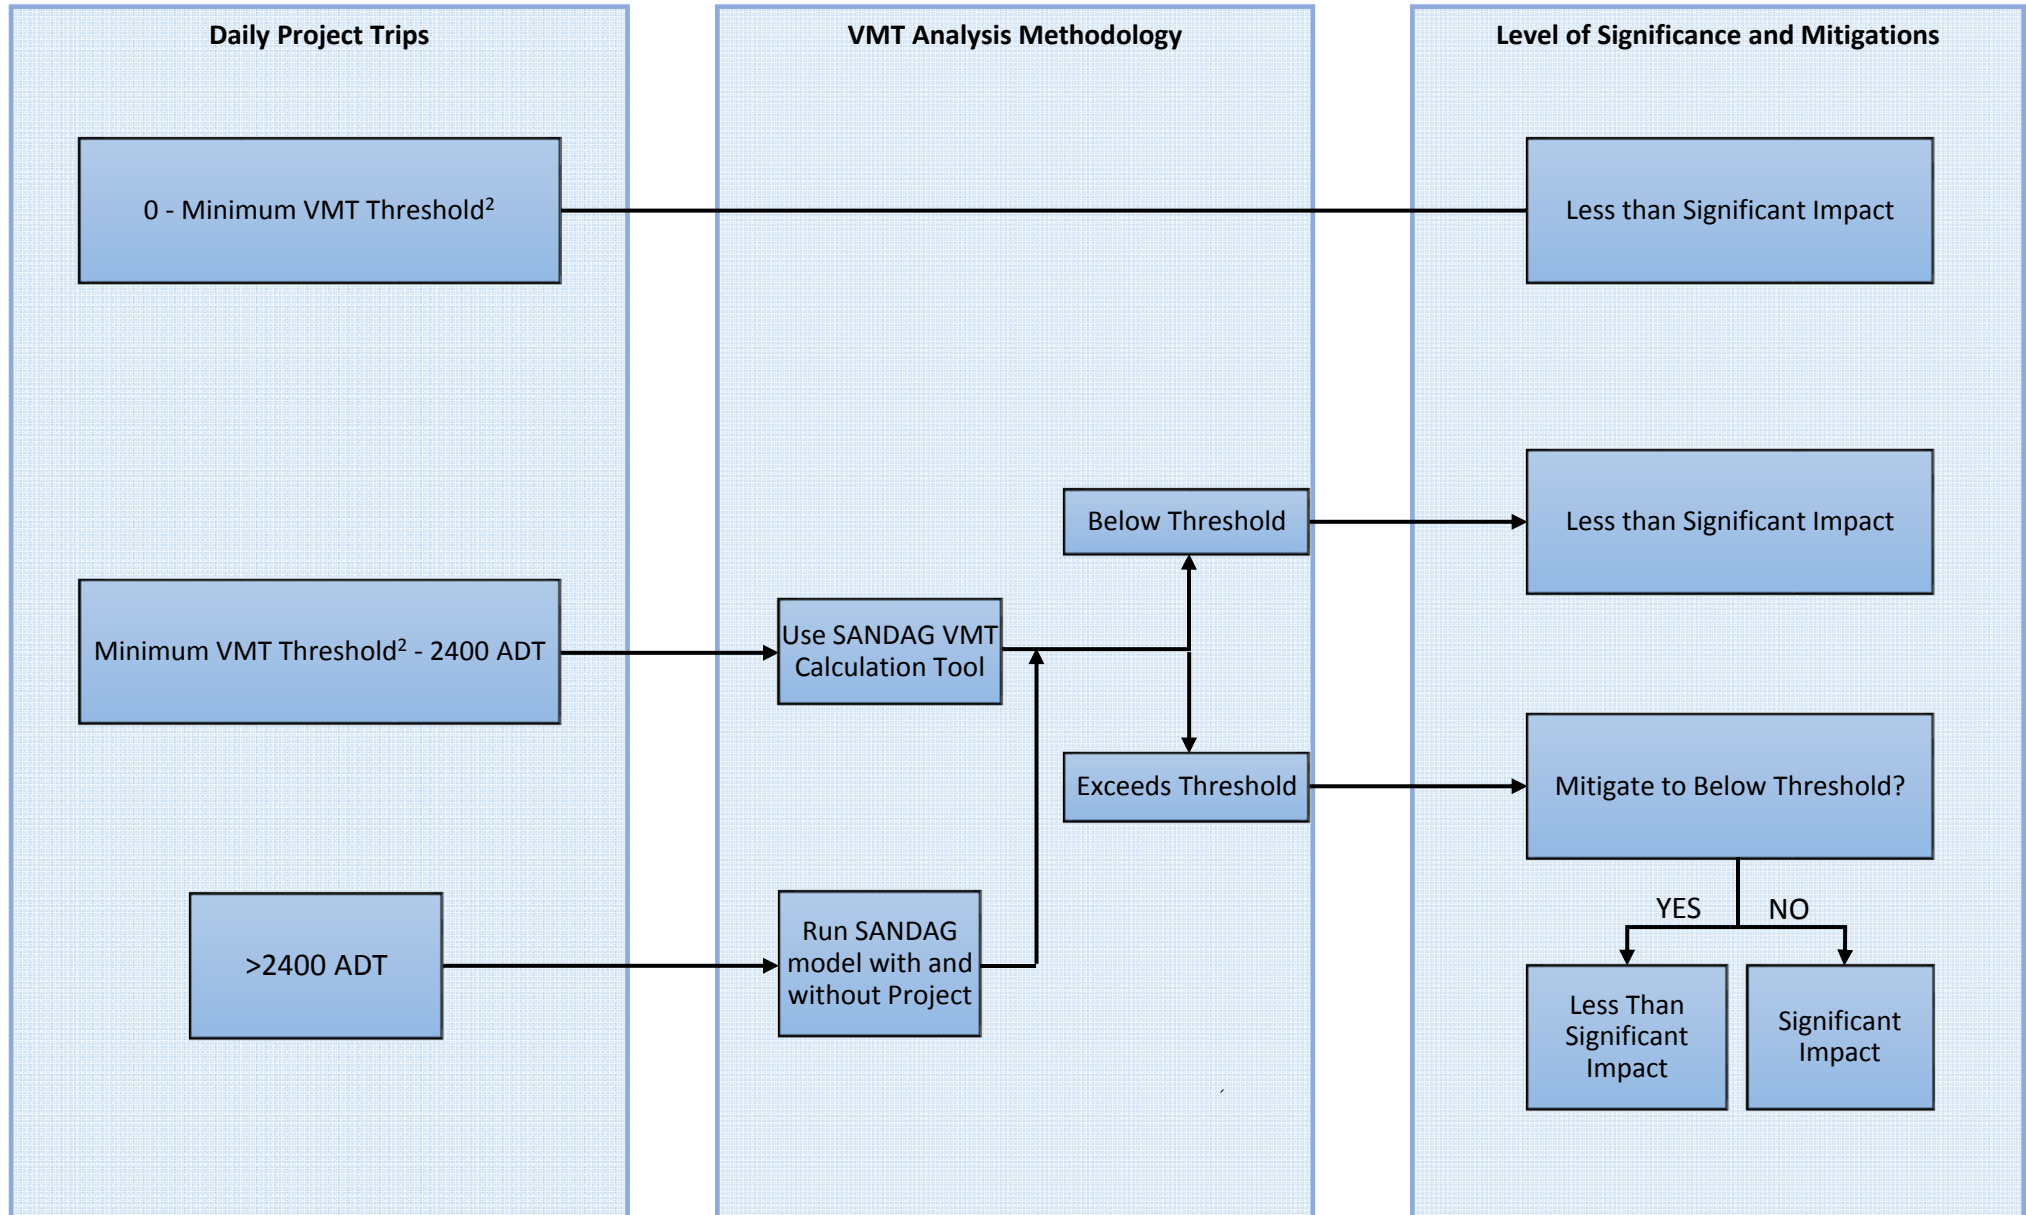 Daily Project Trips
VMT Analysis Methodology
Level of Significance and Mitigations
0 - Minimum VMT Threshold²
Less than Significant Impact
Below Threshold
Less than Significant Impact
Minimum VMT Threshold² - 2400 ADT
Use SANDAG VMT
Calculation Tool
Exceeds Threshold
Mitigate to Below Threshold?
>2400 ADT
Run SANDAG
model with and
without Project
YES
NO
Less Than
Significant
Impact
Significant
Impact